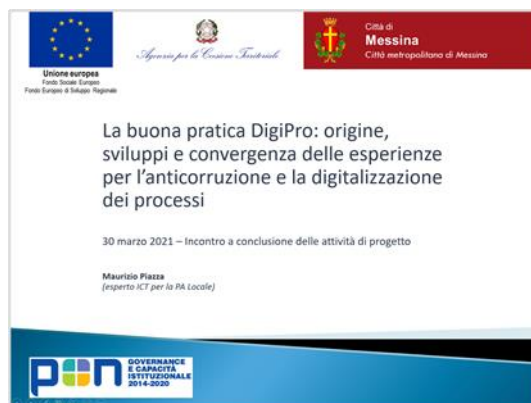 Unione europea
Fondo Sociale Europeo
Fondo Europeo di Sviluppo Regionale
Agenzia per la Coesione Territoriale
Città di
Messina
Città metropolitana di Messina
La buona pratica DigiPro: origine,
sviluppi e convergenza delle esperienze
per l'anticorruzione e la digitalizzazione
dei processi
30 marzo 2021 – Incontro a conclusione delle attività di progetto
Maurizio Piazza
(esperto ICT per la PA Locale)
pon
GOVERNANCE
E CAPACITÀ
ISTITUZIONALE
2014-2020